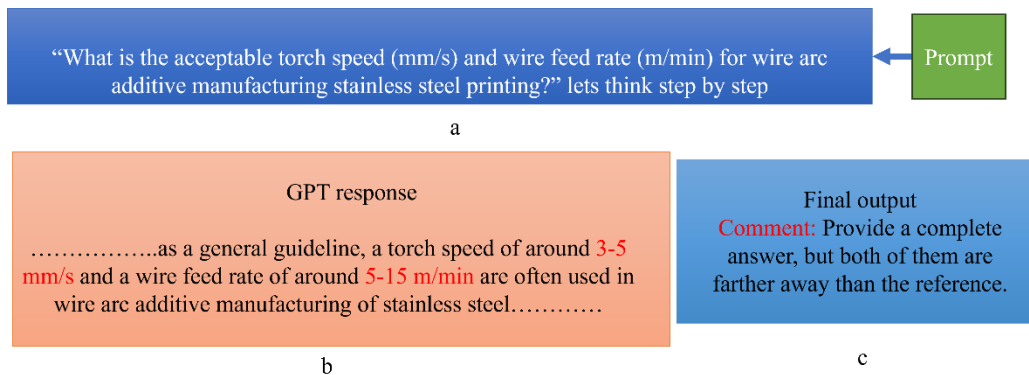 “What is the acceptable torch speed (mm/s) and wire feed rate (m/min) for wire arc
additive manufacturing stainless steel printing?” lets think step by step
Prompt
a
GPT response
……………..as a general guideline, a torch speed of around 3-5
mm/s and a wire feed rate of around 5-15 m/min are often used in
wire arc additive manufacturing of stainless steel…………
b
Final output
Comment: Provide a complete
answer, but both of them are
farther away than the reference.
c